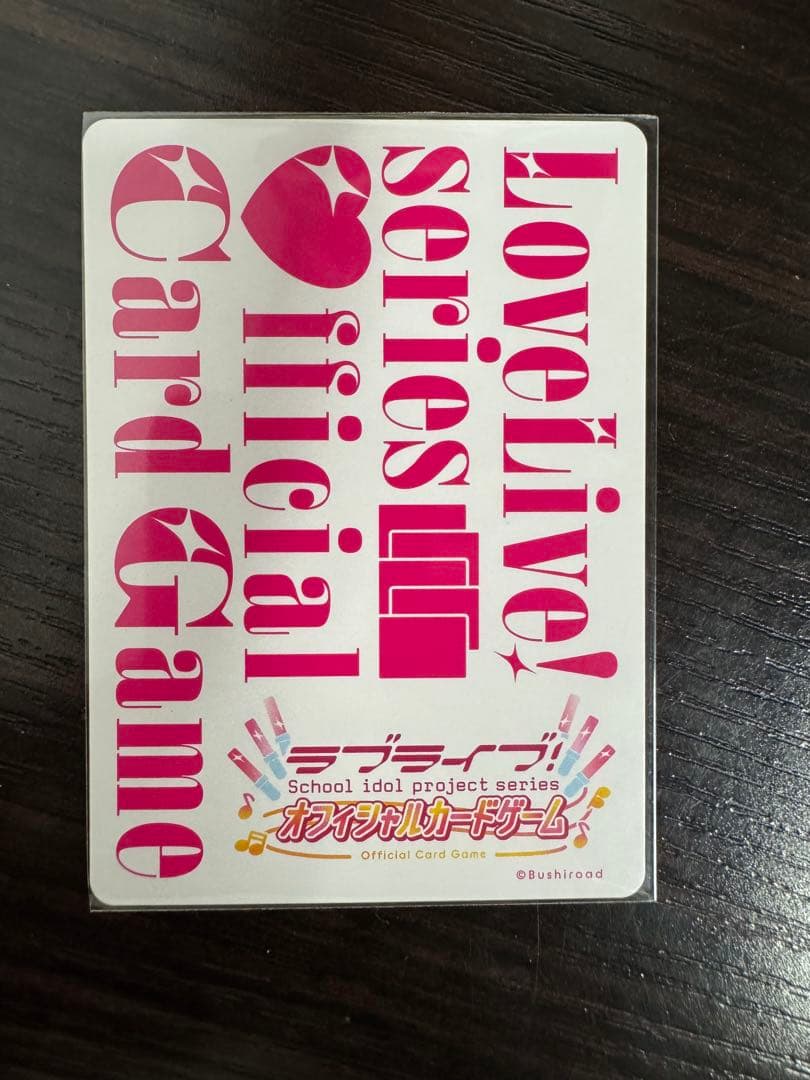 LoveLive!
series
Official
Card Game
ラブライブ!
School idol project series
オフィシャルカードゲーム
Official Card Game
©Bushiroad